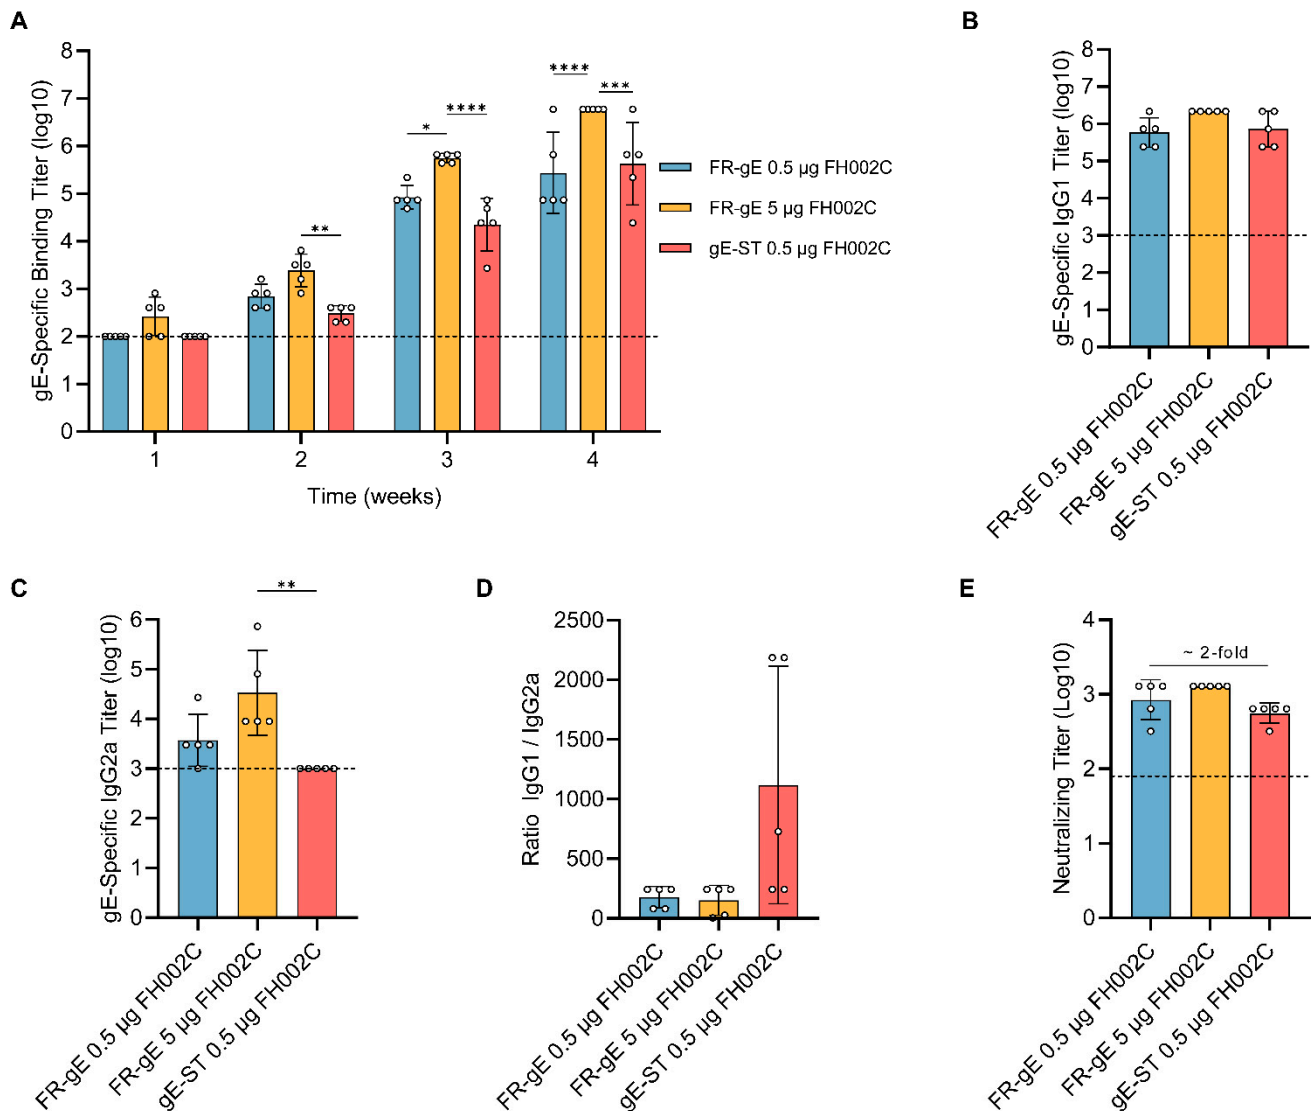 A
gE-Specific Binding Titer (log10)
8
7
6
5
4
3
2
1
0
*
**
****
****
***
1 2 3 4
Time (weeks)
FR-gE 0.5 µg FH002C
FR-gE 5 µg FH002C
gE-ST 0.5 µg FH002C
B
gE-Specific IgG1 Titer (log10)
8
7
6
5
4
3
2
1
0
FR-gE 0.5 µg FH002C
FR-gE 5 µg FH002C
gE-ST 0.5 µg FH002C
C
gE-Specific IgG2a Titer (log10)
6
5
4
3
2
1
0
**
FR-gE 0.5 µg FH002C
FR-gE 5 µg FH002C
gE-ST 0.5 µg FH002C
D
Ratio IgG1 / IgG2a
2500
2000
1500
1000
500
0
FR-gE 0.5 µg FH002C
FR-gE 5 µg FH002C
gE-ST 0.5 µg FH002C
E
Neutralizing Titer (Log10)
4
3
2
1
0
~ 2-fold
FR-gE 0.5 µg FH002C
FR-gE 5 µg FH002C
gE-ST 0.5 µg FH002C